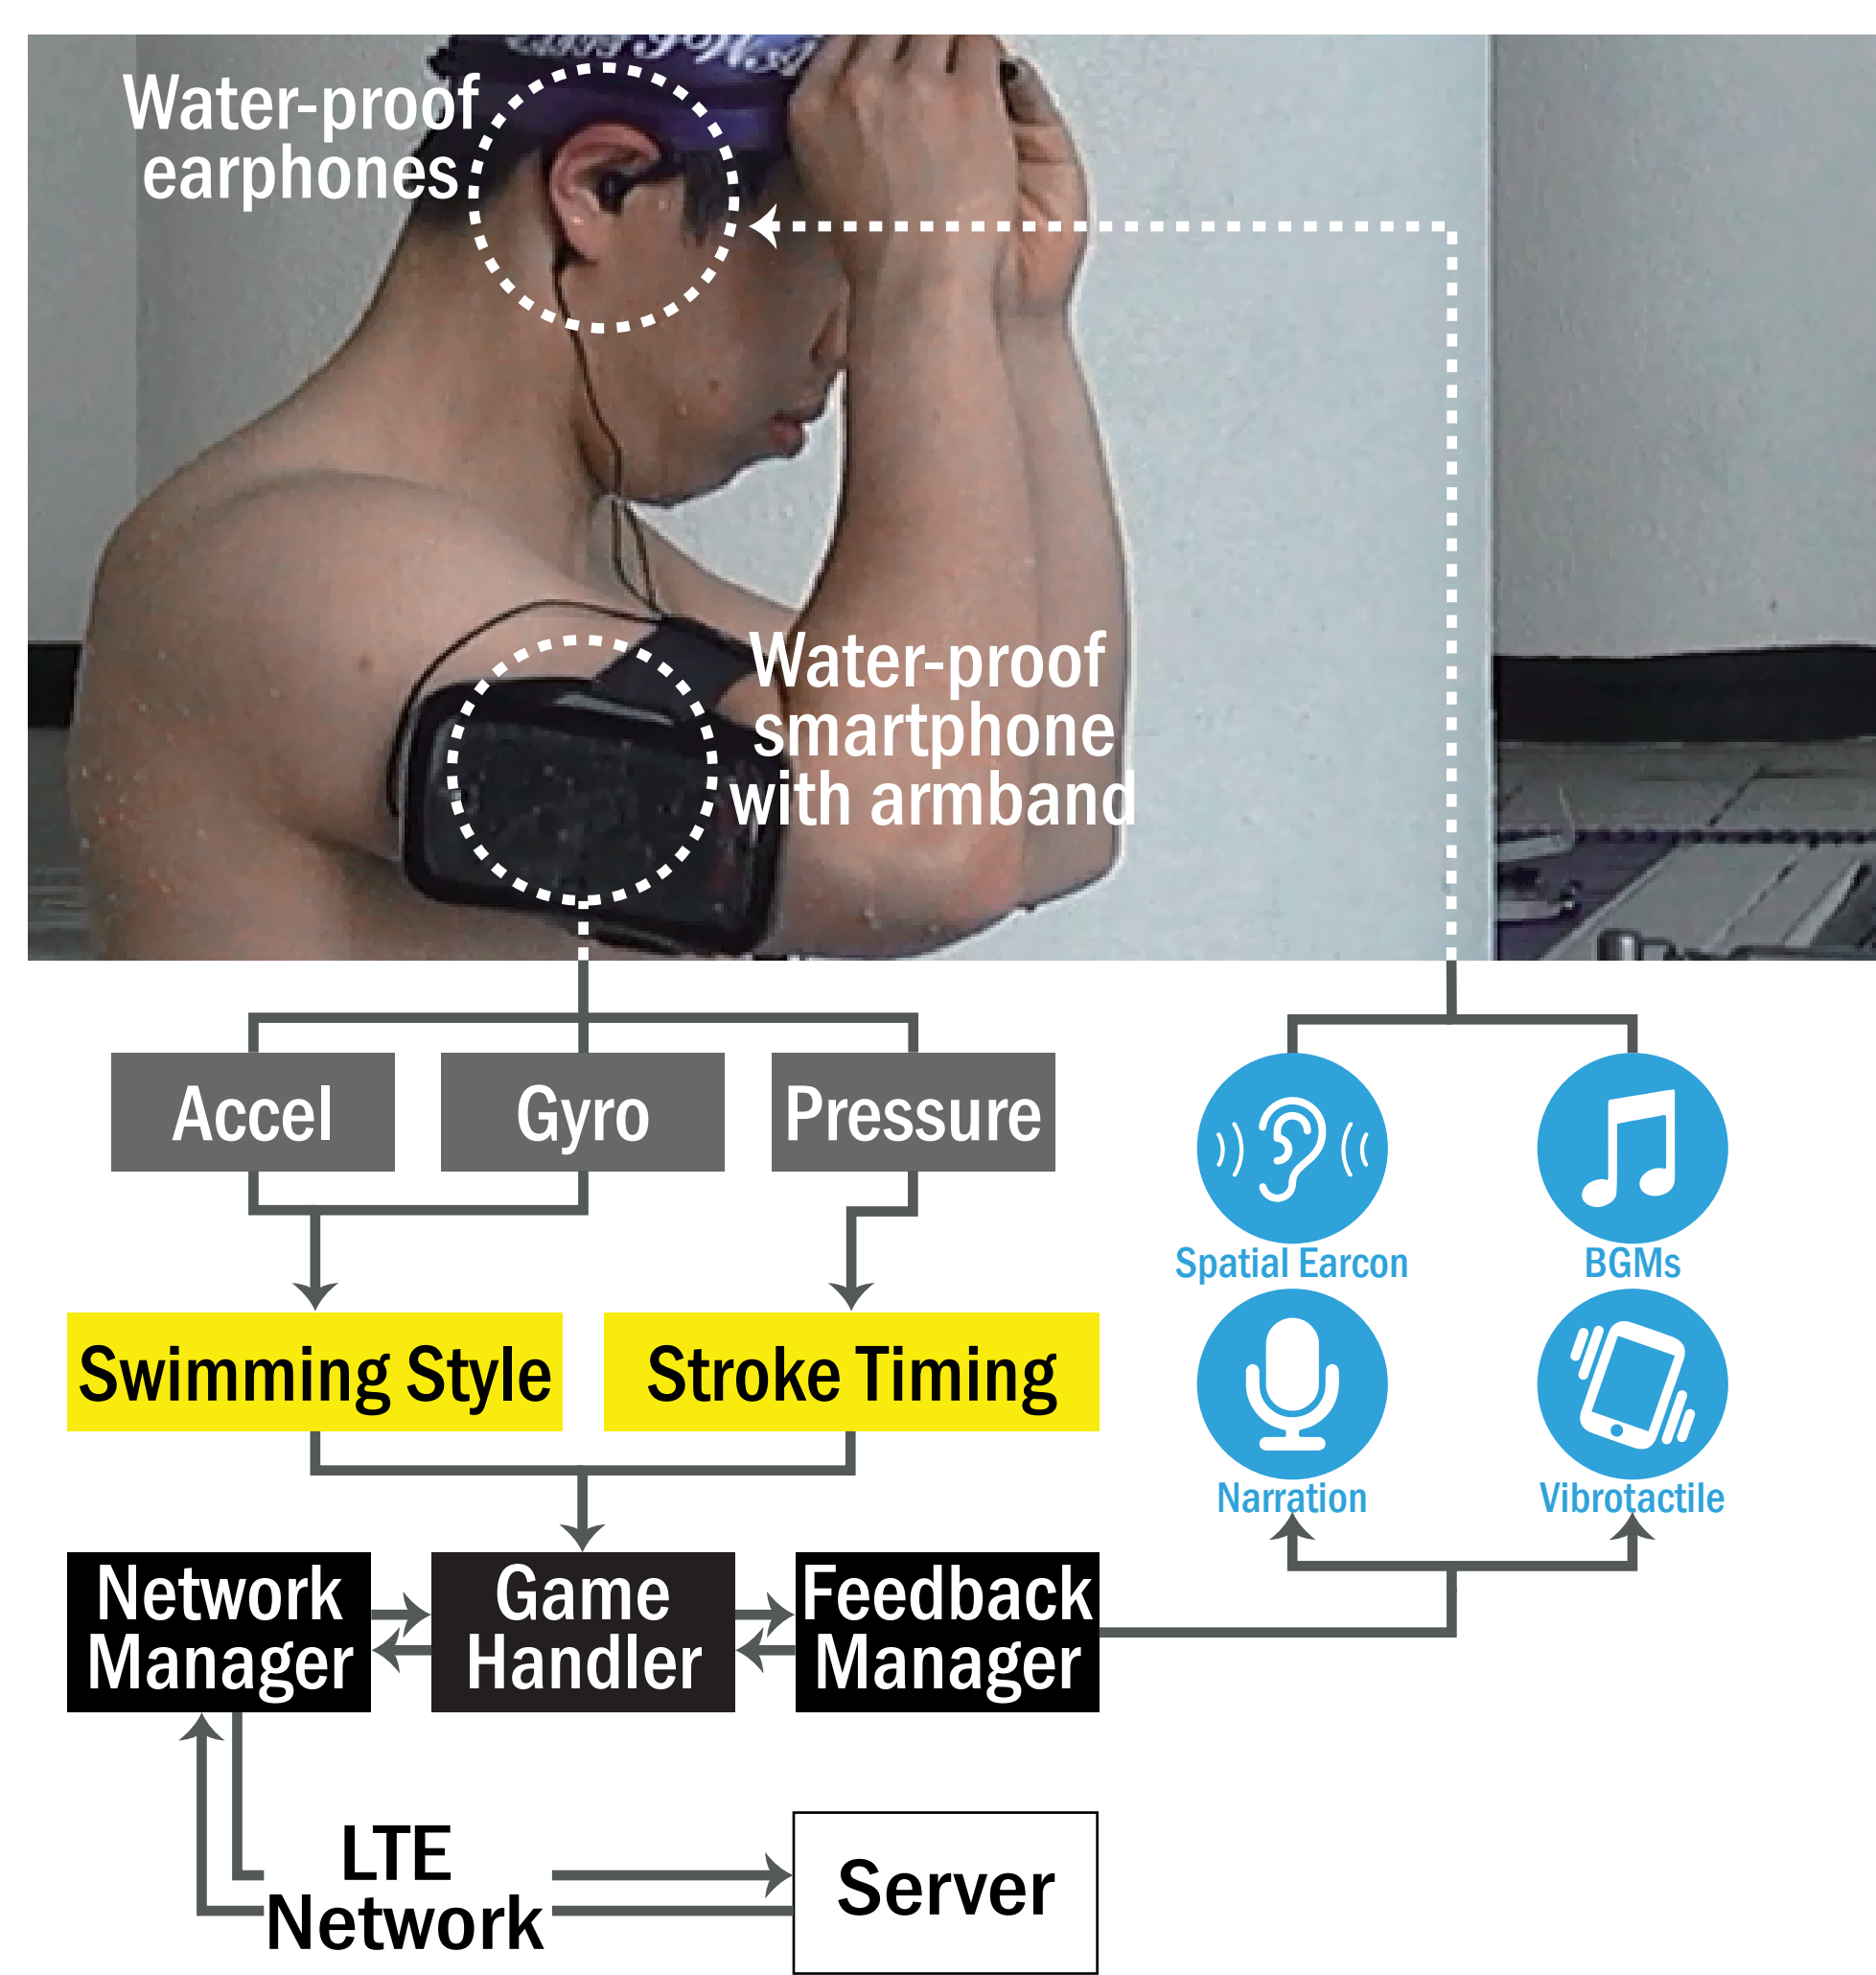 Water-proof
earphones
Water-proof
smartphone
with armband
Accel
Gyro
Pressure
Spatial Earcon
BGMs
Swimming Style
Stroke Timing
Narration
Vibrotactile
Network
Manager
Game
Handler
Feedback
Manager
LTE
Network
Server